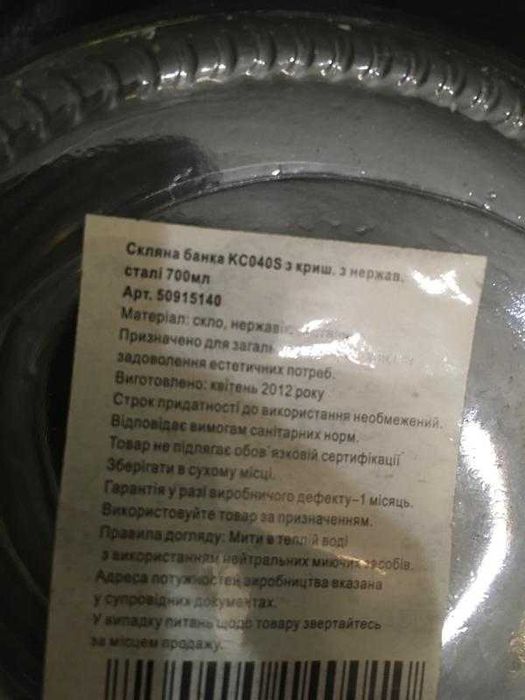 Скляна банка KC040S з криш. з нержав.
сталі 700мл
Арт. 50915140
Матеріал: скло,
Призначено для
задоволення естетичних потреб.
Виготовлено: квітень 2012 року
Строк придатності до використання необмежений.
Відповідає вимогам санітарних норм.
Товар не підлягає обов`язковій сертифікації
Зберігати в сухому місці.
Гарантія у разі виробничого дефекту–1 місяць.
Використовуйте товар за призначенням.
Правила догляду: Мити в теплій воді
з використанням нейтральних миючих засобів.
Адреса потужностей виробництва вказана
у супровідних документах.
У випадку питань щодо товару звертайтесь
за місцем продажу.